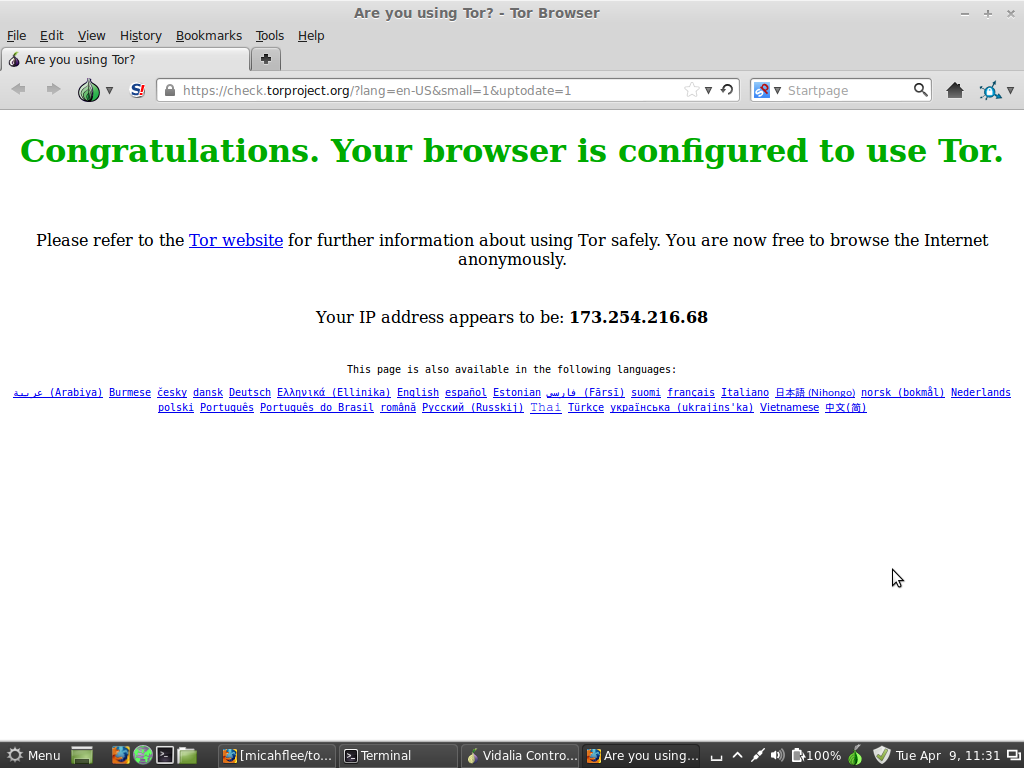 Are you using Tor? - Tor Browser
File Edit View History Bookmarks Tools Help
Are you using Tor?
S! https://check.torproject.org/?lang=en-US&small=1&uptodate=1 Startpage
Congratulations. Your browser is configured to use Tor.
Please refer to the Tor website for further information about using Tor safely. You are now free to browse the Internet
anonymously.
Your IP address appears to be: 173.254.216.68
This page is also available in the following languages:
عربية (Arabiya) Burmese česky dansk Deutsch Ελληνικά (Ellinika) English español Estonian فارسی (Fārsī) suomi français Italiano 日本語 (Nihongo) norsk (bokmål) Nederlands
polski Português Português do Brasil română Русский (Russkij) Thai Türkçe українська (ukrajins'ka) Vietnamese 中文(简)
Menu [micahflee/to... Terminal Vidalia Contro... Are you using... 100% Tue Apr 9, 11:31